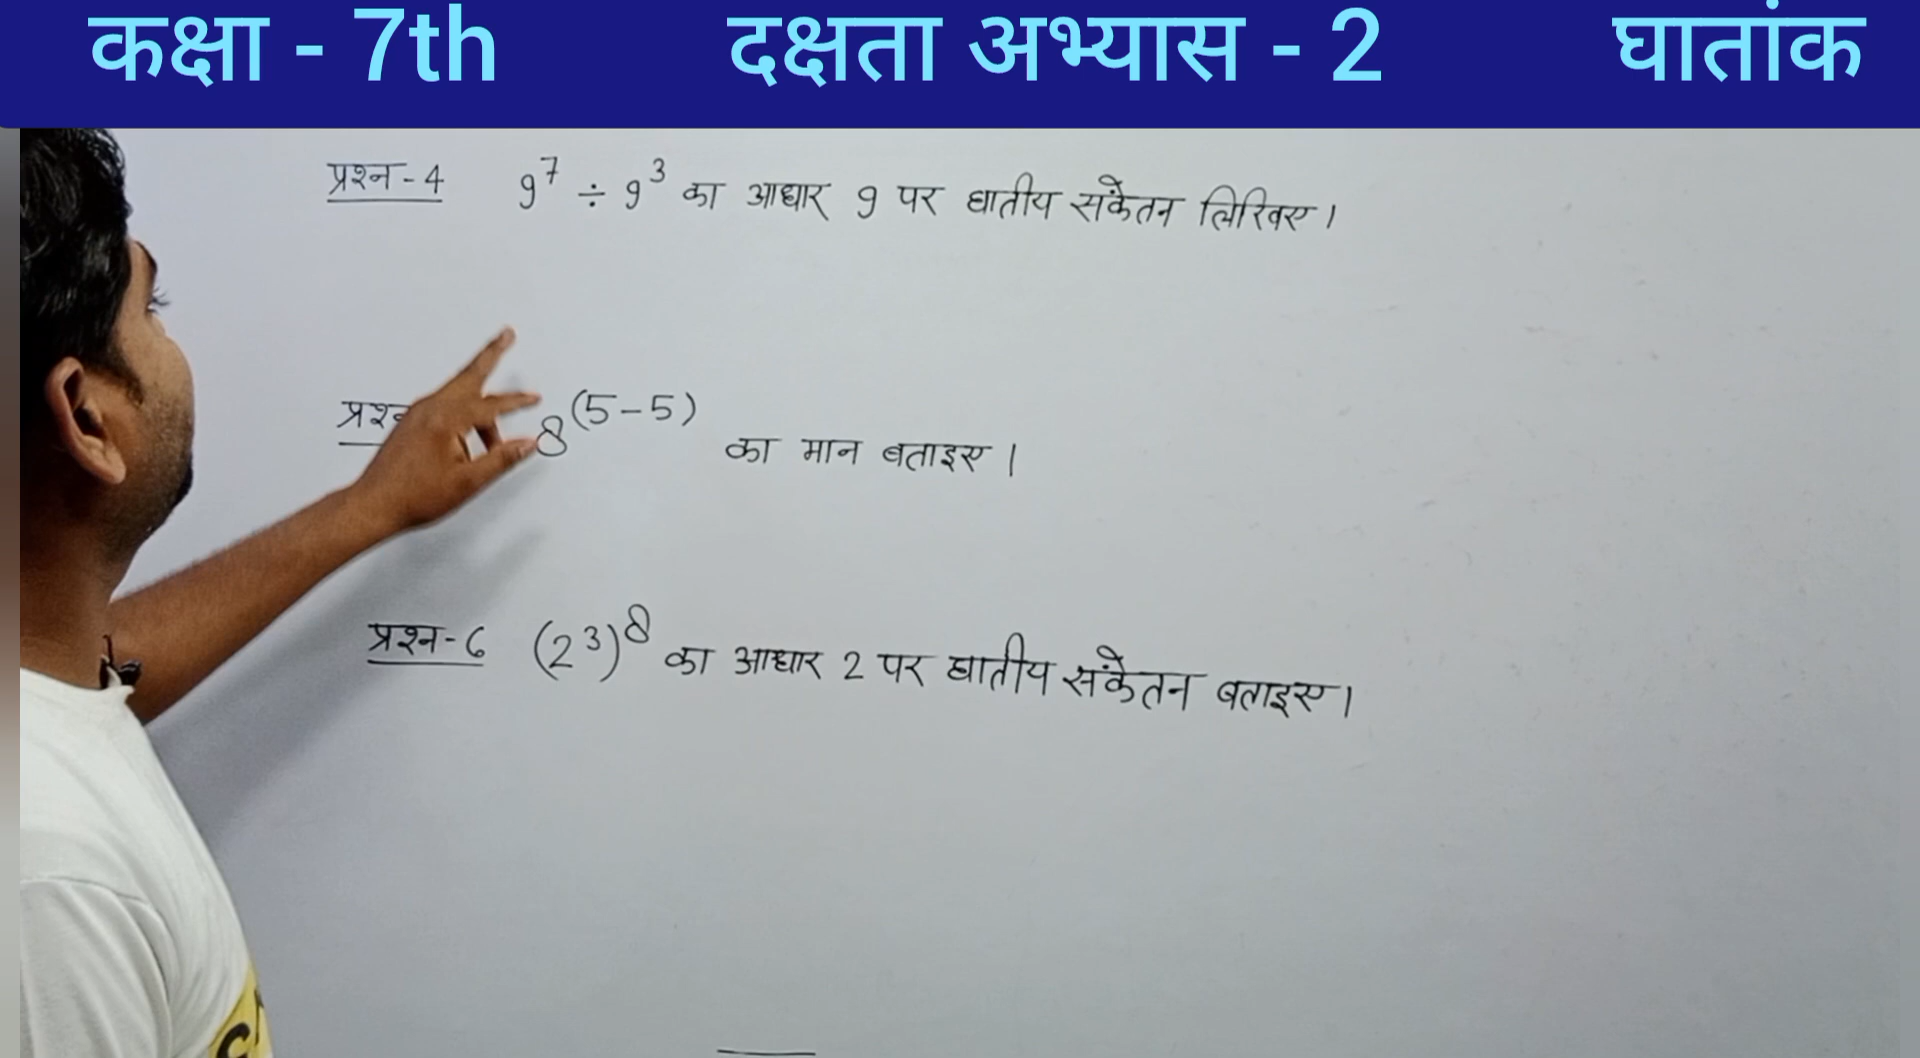 कक्षा - 7th दक्षता अभ्यास - 2 घातांक
प्रश्न-4 9⁷ ÷ 9³ का आधार 9 पर घातीय संकेतन लिखिए।
8⁽⁵⁻⁵⁾ का मान बताइए।
प्रश्न-6 (2³)⁸ का आधार 2 पर घातीय संकेतन बताइए।